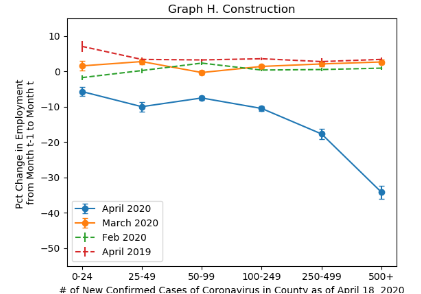 Graph H. Construction
Pct Change in Employment
from Month t-1 to Month t
10
0
−10
−20
−30
−40
−50
April 2020
March 2020
Feb 2020
April 2019
0-24 25-49 50-99 100-249 250-499 500+
# of New Confirmed Cases of Coronavirus in County as of April 18, 2020